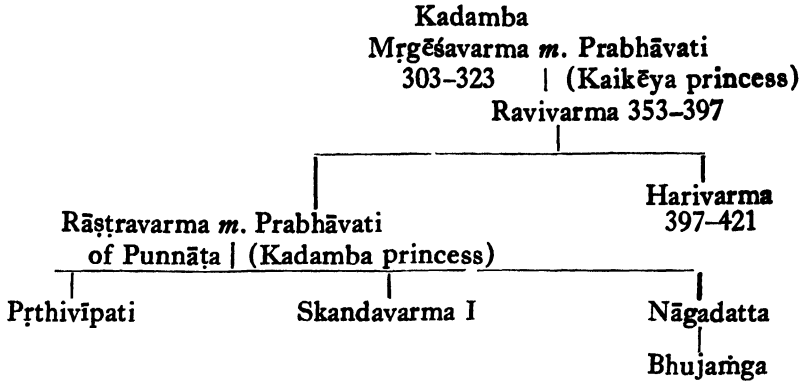 Kadamba
Mṛgēśavarma m. Prabhāvati
303–323 | (Kaikēya princess)
Ravivarma 353–397
Harivarma
397–421
Rāṣṭravarma m. Prabhāvati
of Punnāṭa | (Kadamba princess)
Pṛthivīpati Skandavarma I Nāgadatta
Bhujaṁga